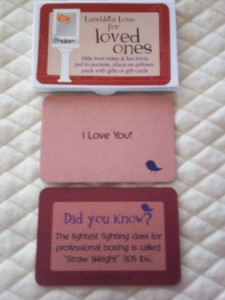 Lunchbox Love
for
loved
ones
little love notes & fun trivia
put in pockets, place on pillows,
pack with gifts or gift cards
I Love You!
Did you Know?
The lightest fighting class for
professional boxing is called
"Straw Weight" (105 lbs).